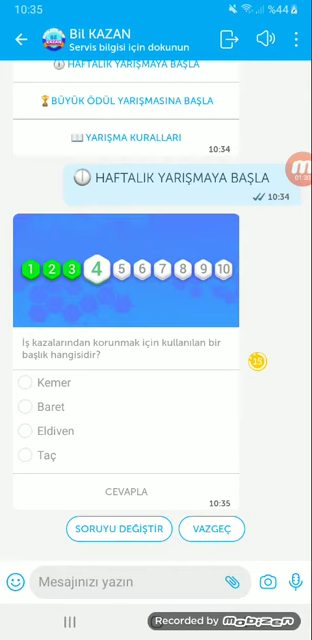 10:35
%44
Bil KAZAN
Servis bilgisi için dokunun
HAFTALIK YARIŞMAYA BAŞLA
BÜYÜK ÖDÜL YARIŞMASINA BAŞLA
YARIŞMA KURALLARI
10:34
HAFTALIK YARIŞMAYA BAŞLA
10:34
1 2 3 4 5 6 7 8 9 10
İş kazalarından korunmak için kullanılan bir
başlık hangisidir?
15
Kemer
Baret
Eldiven
Taç
CEVAPLA
10:35
SORUYU DEĞİŞTİR
VAZGEÇ
Mesajınızı yazın
Recorded by mobizen